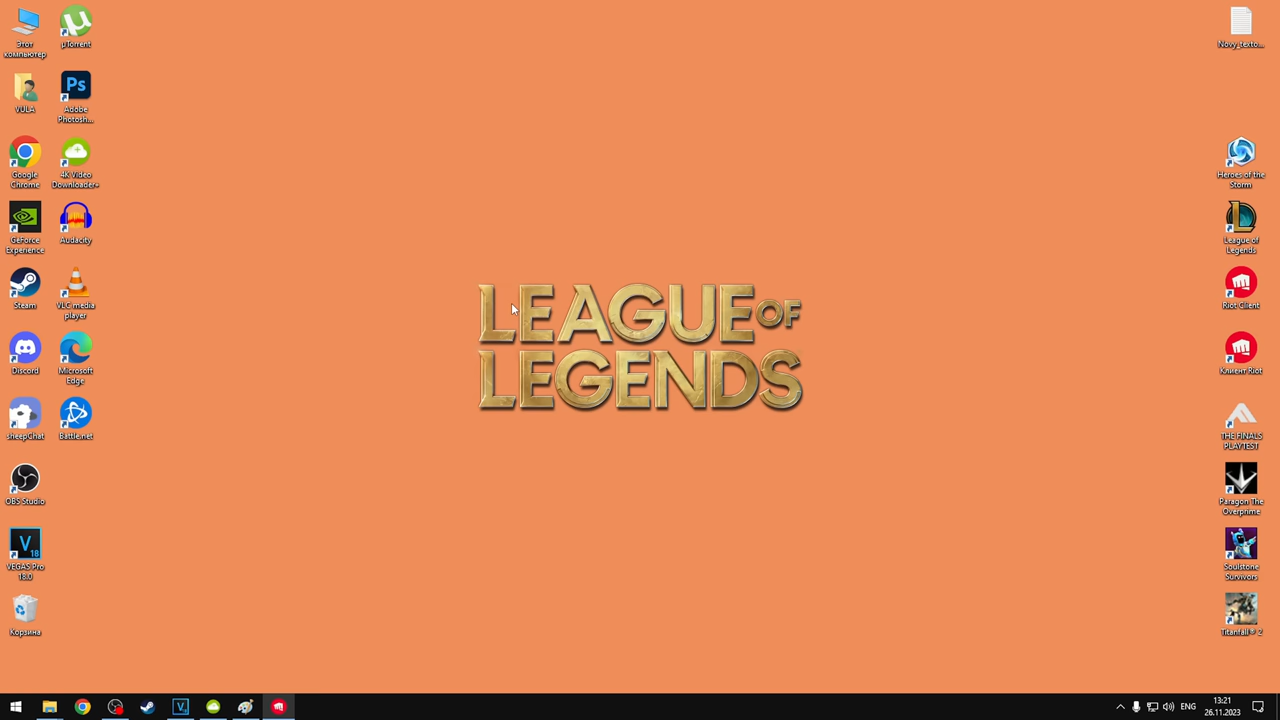 Этот
компьютер
µTorrent
VULA
Adobe
Photosh...
Google
Chrome
4K Video
Downloader+
GeForce
Experience
Audacity
Steam
VLC media
player
Discord
Microsoft
Edge
sheepChat
Battle.net
OBS Studio
VEGAS Pro
18.0
Корзина
LEAGUE OF
LEGENDS
Novy_texto...
Heroes of the
Storm
League of
Legends
Riot Client
Клиент Riot
THE FINALS
PLAYTEST
Paragon The
Overprime
Soulstone
Survivors
Titanfall® 2
ENG
13:21
26.11.2023